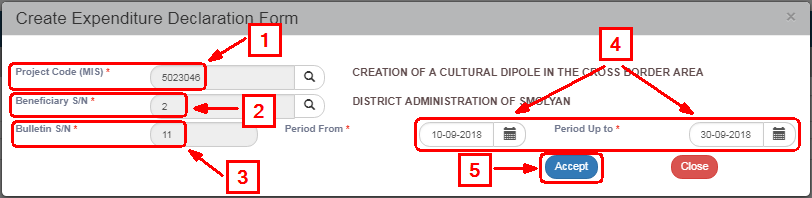 Create Expenditure Declaration Form ×
1 4
Project Code (MIS) * 5023046 CREATION OF A CULTURAL DIPOLE IN THE CROSS BORDER AREA
Beneficiary S/N * 2 2 DISTRICT ADMINISTRATION OF SMOLYAN
Bulletin S/N * 11 Period From * 10-09-2018 Period Up to * 30-09-2018
3 5 Accept Close